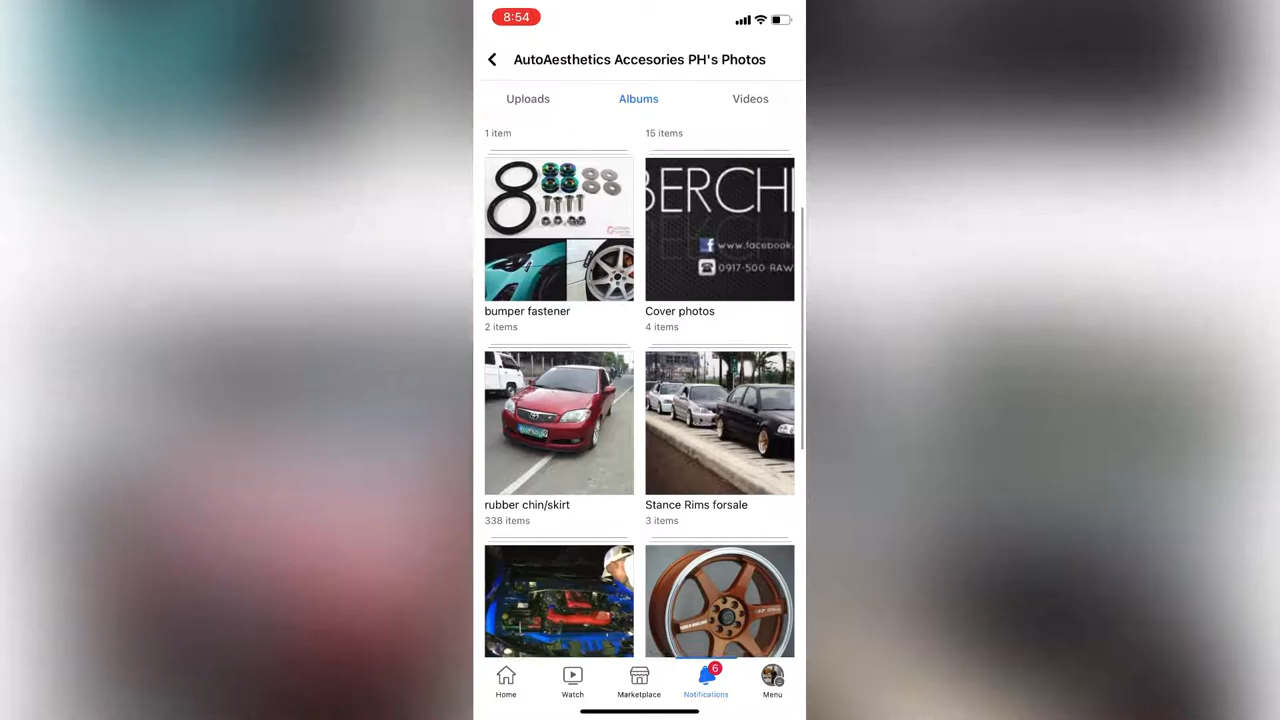 8:54
AutoAesthetics Accesories PH's Photos
Uploads
Albums
Videos
1 item
15 items
BERCHI
www.facebook.
0917-500-RAW
bumper fastener
2 items
Cover photos
4 items
rubber chin/skirt
338 items
Stance Rims forsale
3 items
6
Home
Watch
Marketplace
Notifications
Menu